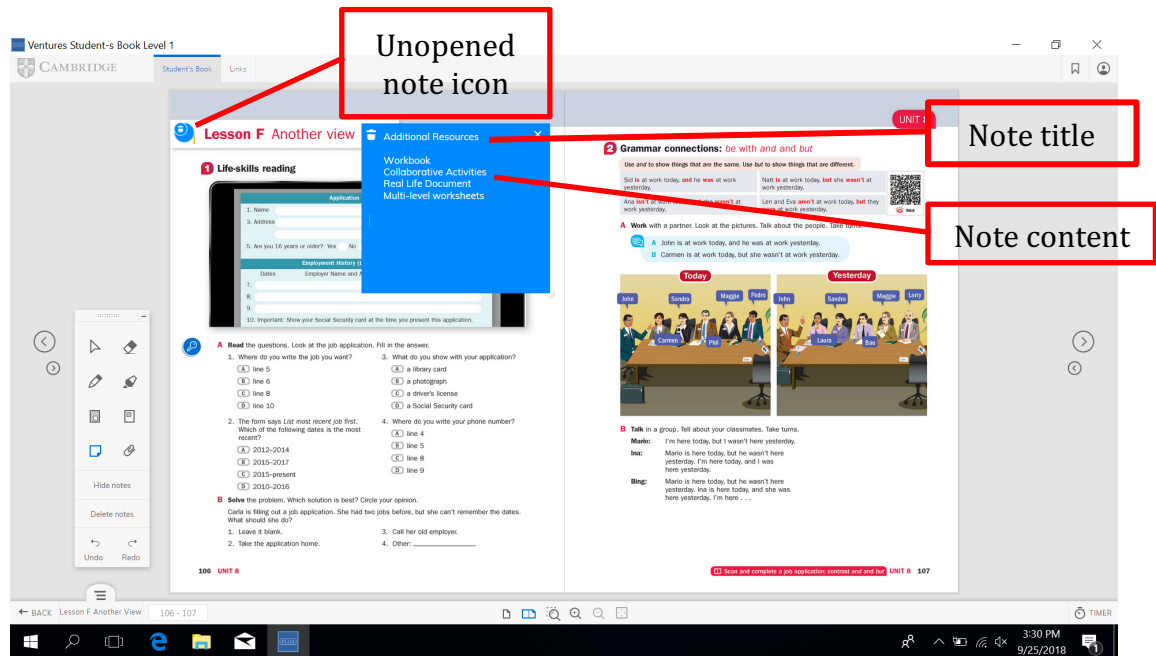 Unopened
note icon
Ventures Student-s Book Level 1
CAMBRIDGE
Student's Book
Links
Lesson F Another view
Additional Resources
Workbook
Collaborative Activities
Real Life Document
Multi-level worksheets
Note title
Note content
1 Life-skills reading
Application
1. Name
3. Address
5. Are you 16 years or older? Yes No
Employment History
Dates Employer Name and
7.
8.
9.
10. Important: Show your Social Security card at the time you present this application.
A Read the questions. Look at the job application. Fill in the answer.
1. Where do you write the job you want?
A line 5
B line 6
C line 8
D line 10
2. The form says List most recent job first.
Which of the following dates is the most
recent?
A 2012–2014
B 2015–2017
C 2015–present
D 2010–2016
3. What do you show with your application?
A a library card
B a photograph
C a driver's license
D a Social Security card
4. Where do you write your phone number?
A line 4
B line 5
C line 8
D line 9
B Solve the problem. Which solution is best? Circle your opinion.
Carla is filling out a job application. She had two jobs before, but she can't remember the dates.
What should she do?
1. Leave it blank.
2. Take the application home.
3. Call her old employer.
4. Other:
106 UNIT 8
UNIT
2 Grammar connections: be with and and but
Use and to show things that are the same. Use but to show things that are different.
Sid is at work today, and he was at work
yesterday.
Natt is at work today, but she wasn't at
work yesterday.
Ana isn't at work wasn't at
work yesterday.
Len and Eva aren't at work today, but they
were at work yesterday.
A Work with a partner. Look at the pictures. Talk about the people. Take turns.
A John is at work today, and he was at work yesterday.
B Carmen is at work today, but she wasn't at work yesterday.
Today
John
Sandra
Maggie
Pedro
Carmen
Phil
Yesterday
John
Sandra
Maggie
Larry
Laura
Bao
B Talk in a group. Tell about your classmates. Take turns.
Mario: I'm here today, but I wasn't here yesterday.
Ina: Mario is here today, but he wasn't here
yesterday. I'm here today, and I was
here yesterday.
Bing: Mario is here today, but he wasn't here
yesterday. Ina is here today, and she was
here yesterday. I'm here . . .
Scan and complete a job application; contrast and and but
UNIT 8 107
Hide notes
Delete notes
Undo Redo
BACK
Lesson F Another View
106 - 107
TIMER
3:30 PM
9/25/2018
1